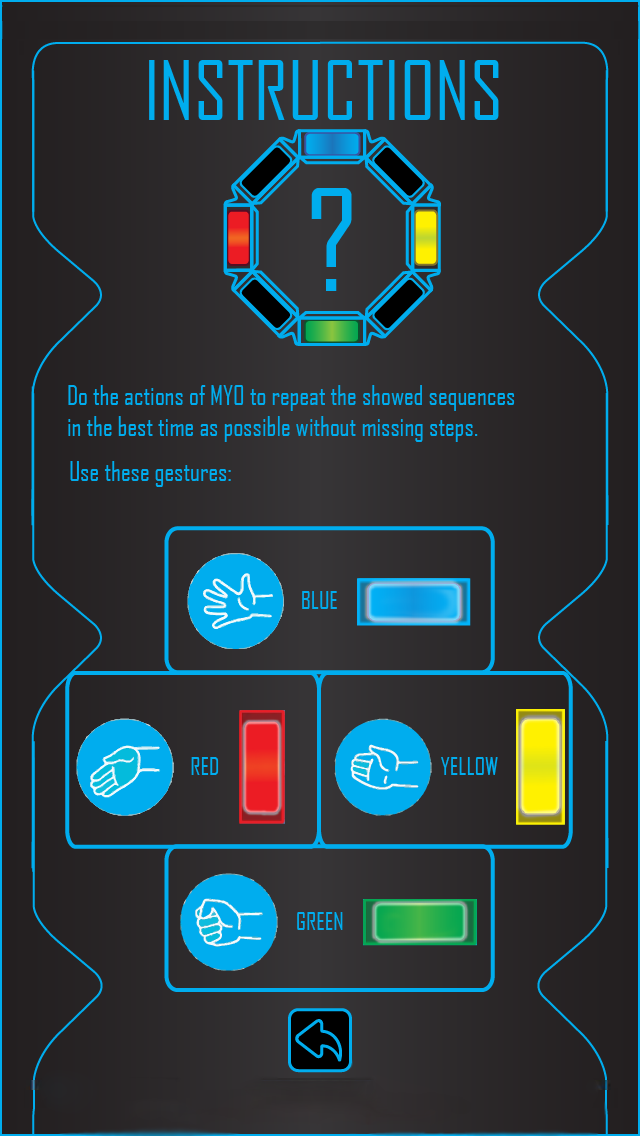 INSTRUCTIONS
?
Do the actions of MYO to repeat the showed sequences
in the best time as possible without missing steps.
Use these gestures:
BLUE
RED
YELLOW
GREEN